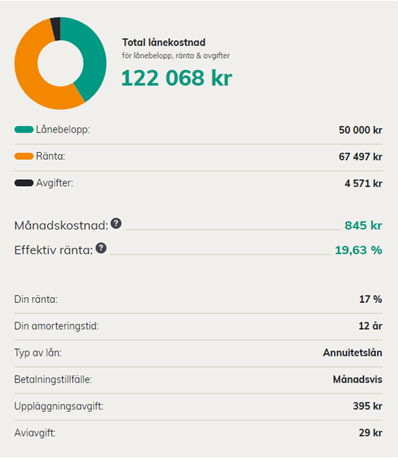 Total lånekostnad
för lånebelopp, ränta & avgifter
122 068 kr
Lånebelopp: 50 000 kr
Ränta: 67 497 kr
Avgifter: 4 571 kr
Månadskostnad: ? 845 kr
Effektiv ränta: ? 19,63 %
Din ränta: 17 %
Din amorteringstid: 12 år
Typ av lån: Annuitetslån
Betalningstillfälle: Månadsvis
Uppläggningsavgift: 395 kr
Aviavgift: 29 kr